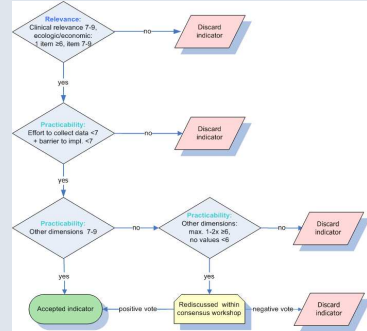 Relevance:
Clinical relevance 7-9,
ecologic/economic:
1 item ≥6, item 7-9
no
Discard
indicator
yes
Practicability:
Effort to collect data <7
+ barrier to impl. <7
no
Discard
indicator
yes
Practicability:
Other dimensions 7-9
no
Practicability:
Other dimensions:
max. 1-2x ≥6,
no values <6
no
Discard
indicator
yes
yes
Accepted indicator
positive vote
Rediscussed within
consensus workshop
negative vote
Discard
indicator